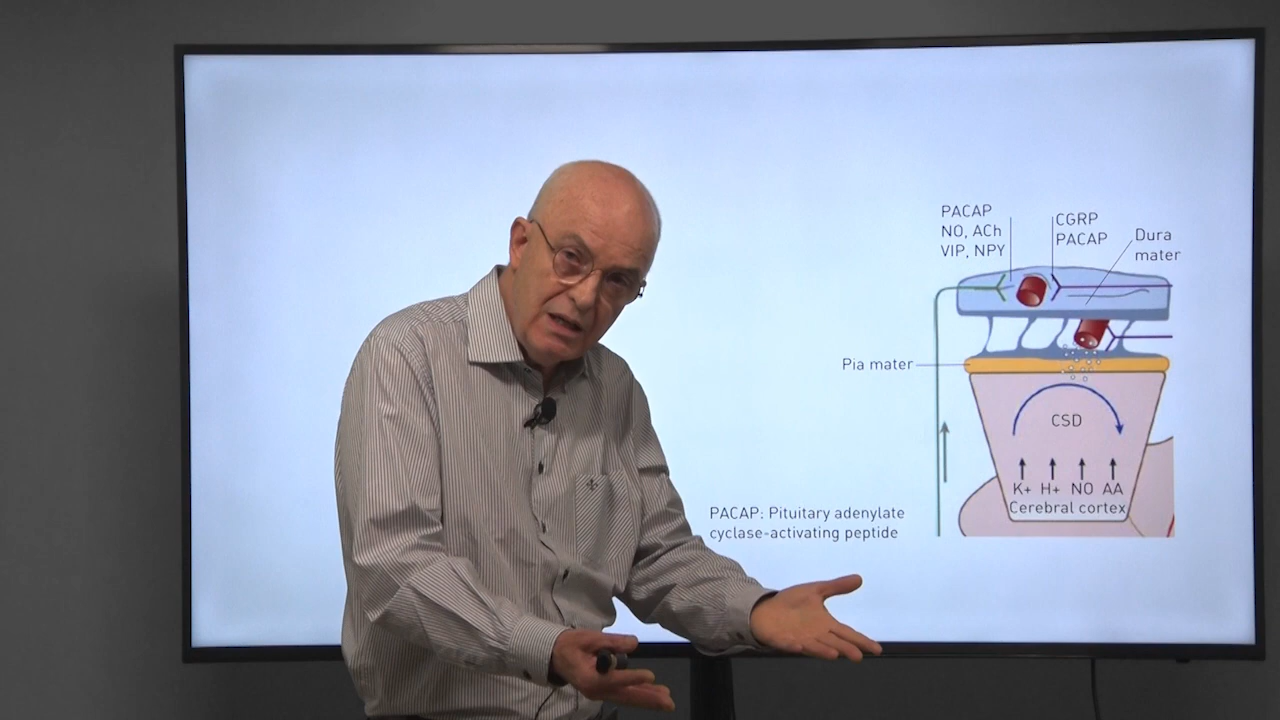 PACAP
NO, ACh
VIP, NPY
CGRP
PACAP
Dura
mater
Pia mater
CSD
K+ H+ NO AA
Cerebral cortex
PACAP: Pituitary adenylate
cyclase-activating peptide